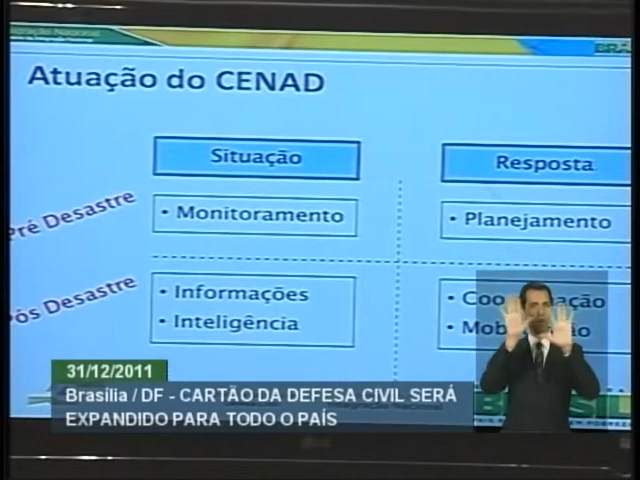 Atuação do CENAD
Situação
Resposta
Pré Desastre
• Monitoramento
• Planejamento
Pós Desastre
• Informações
• Inteligência
31/12/2011
Brasília / DF - CARTÃO DA DEFESA CIVIL SERÁ
EXPANDIDO PARA TODO O PAÍS